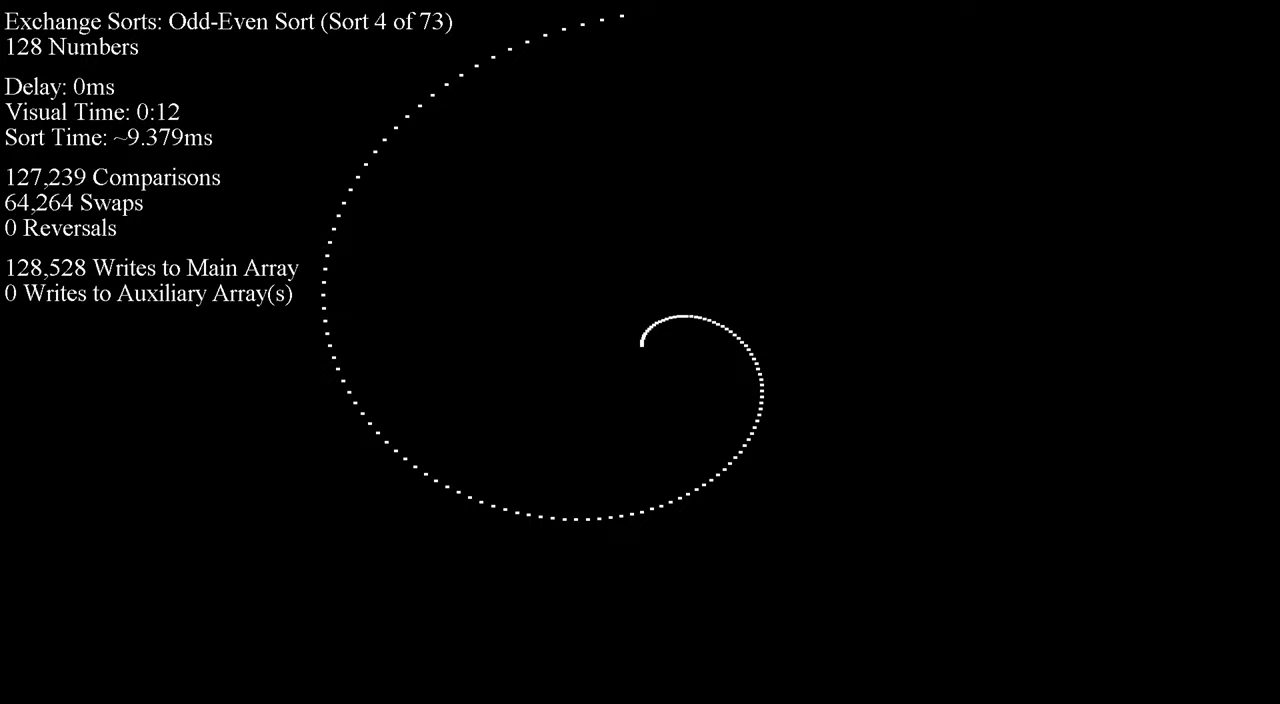 Exchange Sorts: Odd-Even Sort (Sort 4 of 73)
128 Numbers
Delay: 0ms
Visual Time: 0:12
Sort Time: ~9.379ms
127,239 Comparisons
64,264 Swaps
0 Reversals
128,528 Writes to Main Array
0 Writes to Auxiliary Array(s)